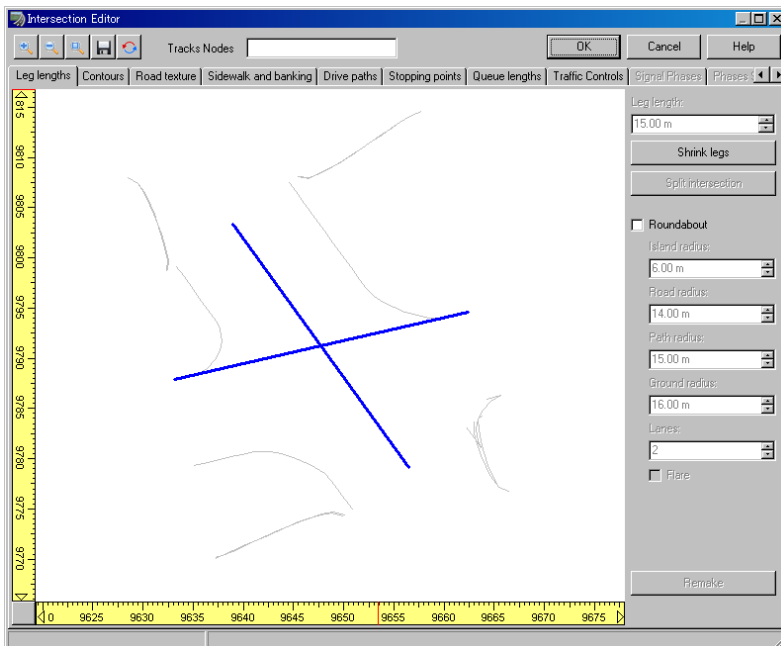 Intersection Editor
Tracks Nodes
OK
Cancel
Help
Leg lengths
Contours
Road texture
Sidewalk and banking
Drive paths
Stopping points
Queue lengths
Traffic Controls
Signal Phases
Leg length:
15.00 m
Shrink legs
Split intersection
Roundabout
Island radius:
6.00 m
Road radius:
14.00 m
Path radius:
15.00 m
Ground radius:
16.00 m
Lanes:
2
Flare
Remake
815
9810
9805
9800
9795
9790
9785
9780
9775
9770
0 9625 9630 9635 9640 9645 9650 9655 9660 9665 9670 9675